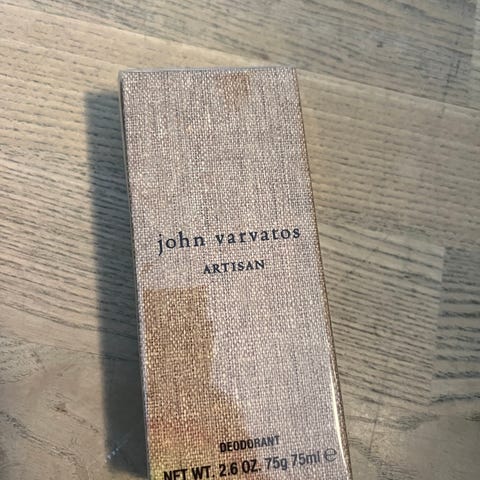 john varvatos
ARTISAN
DEODORANT
NET WT. 2.6 OZ. 75g 75ml ℮